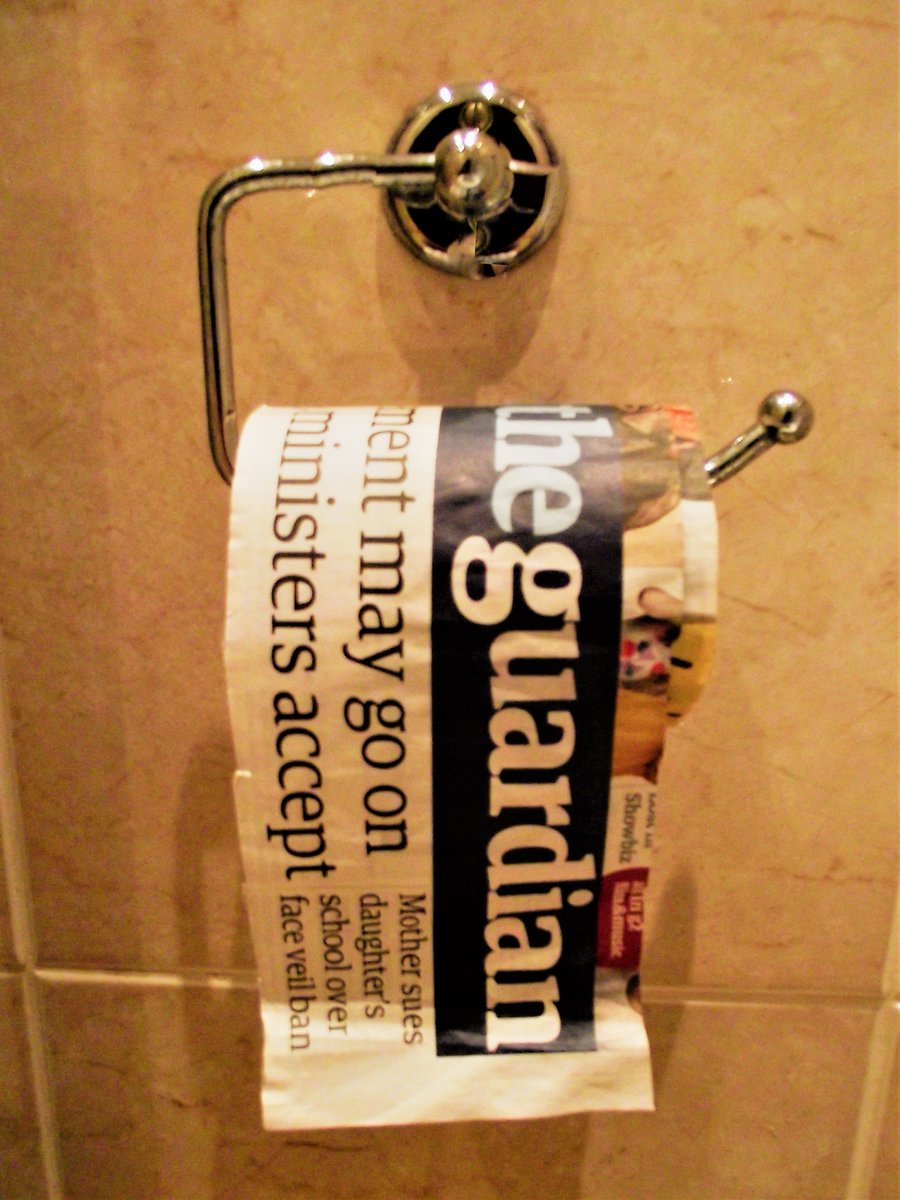 theguardian
ment may go on
ministers accept
Mother sues
daughter's
school over
face veil ban
Showbiz